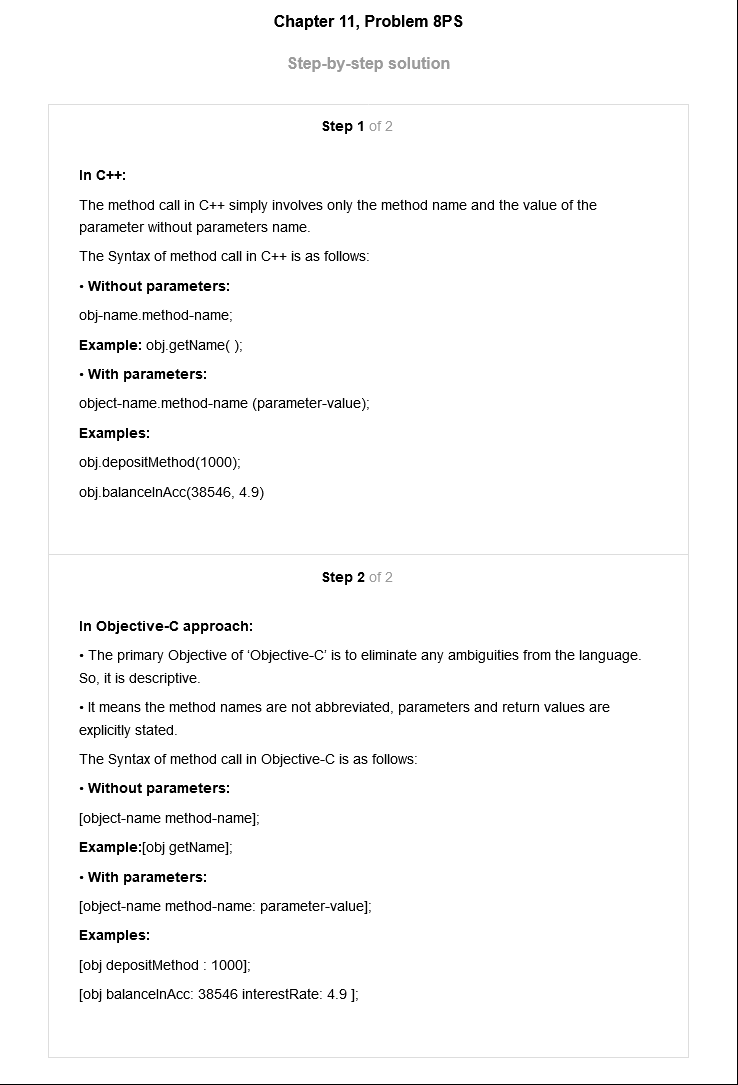 Chapter 11, Problem 8PS
Step-by-step solution
Step 1 of 2
In C++:
The method call in C++ simply involves only the method name and the value of the
parameter without parameters name.
The Syntax of method call in C++ is as follows:
• Without parameters:
obj-name.method-name;
Example: obj.getName( );
• With parameters:
object-name.method-name (parameter-value);
Examples:
obj.depositMethod(1000);
obj.balanceInAcc(38546, 4.9)
Step 2 of 2
In Objective-C approach:
• The primary Objective of ‘Objective-C’ is to eliminate any ambiguities from the language.
So, it is descriptive.
• It means the method names are not abbreviated, parameters and return values are
explicitly stated.
The Syntax of method call in Objective-C is as follows:
• Without parameters:
[object-name method-name];
Example:[obj getName];
• With parameters:
[object-name method-name: parameter-value];
Examples:
[obj depositMethod : 1000];
[obj balanceInAcc: 38546 interestRate: 4.9 ];